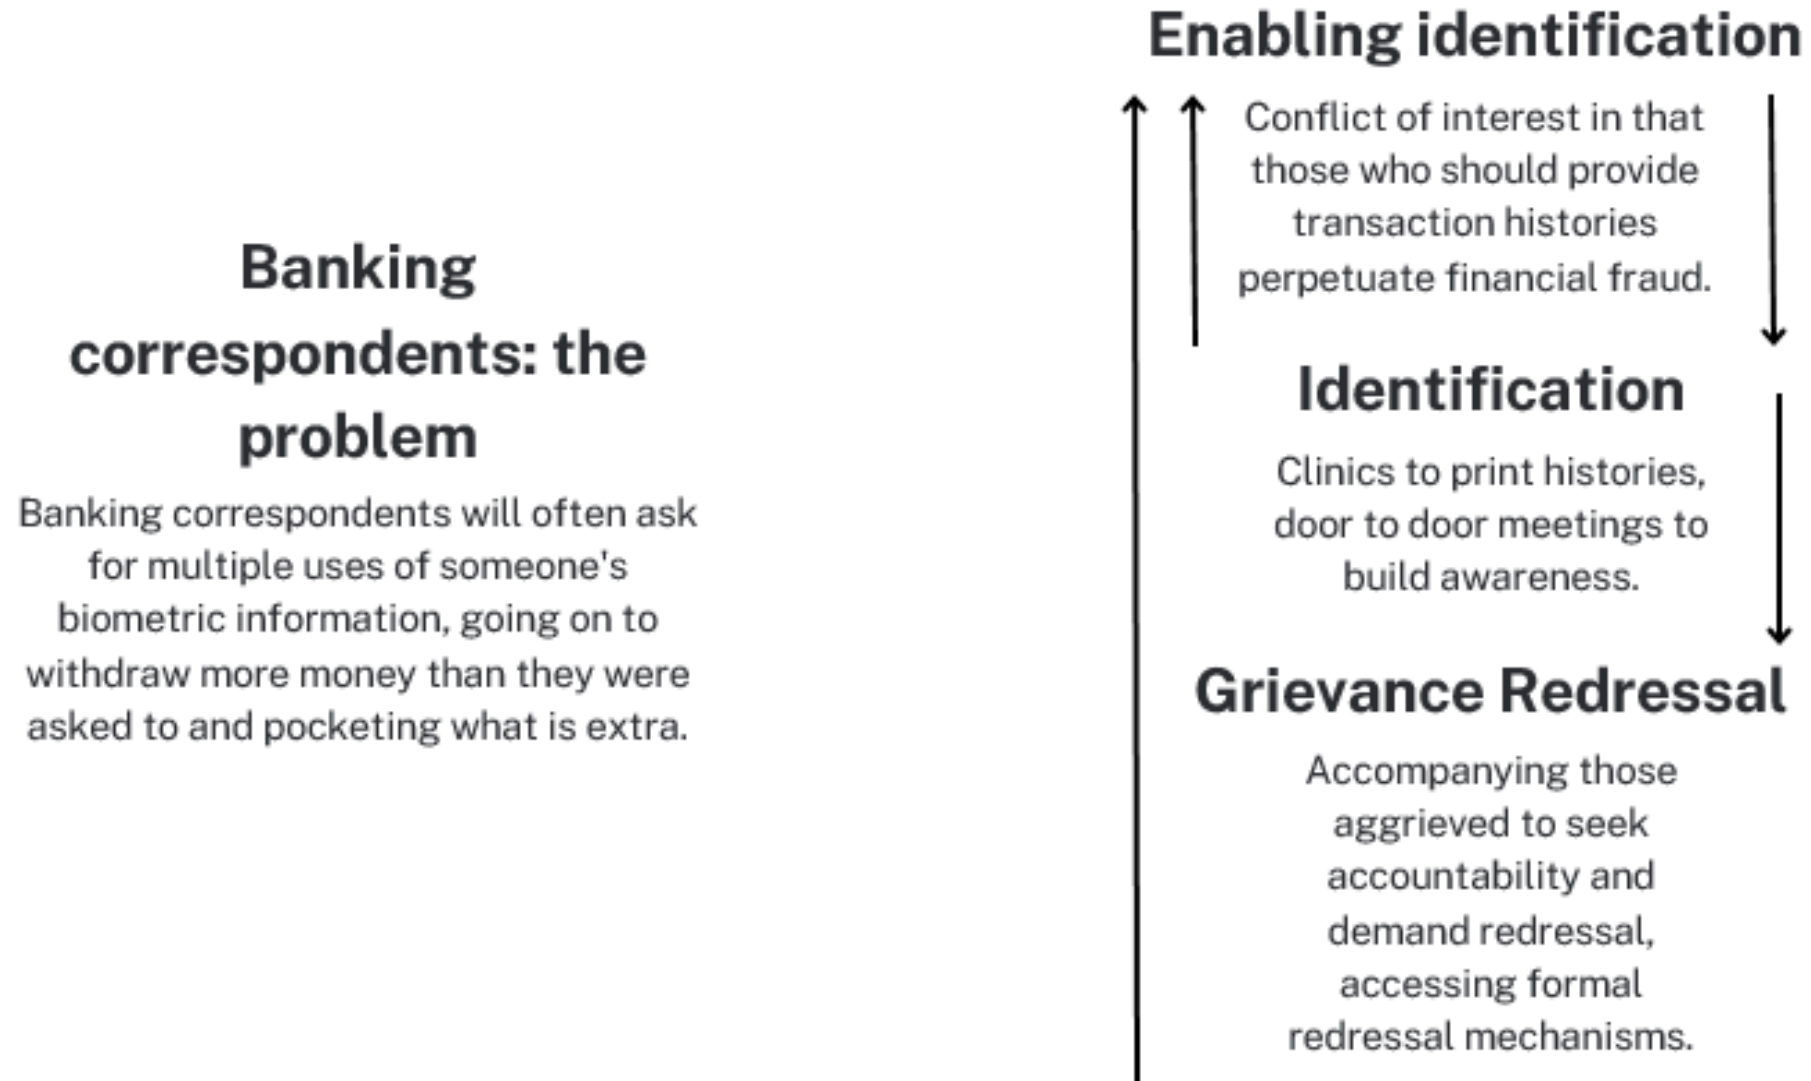 Banking
correspondents: the
problem
Banking correspondents will often ask
for multiple uses of someone's
biometric information, going on to
withdraw more money than they were
asked to and pocketing what is extra.
Enabling identification
Conflict of interest in that
those who should provide
transaction histories
perpetuate financial fraud.
Identification
Clinics to print histories,
door to door meetings to
build awareness.
Grievance Redressal
Accompanying those
aggrieved to seek
accountability and
demand redressal,
accessing formal
redressal mechanisms.